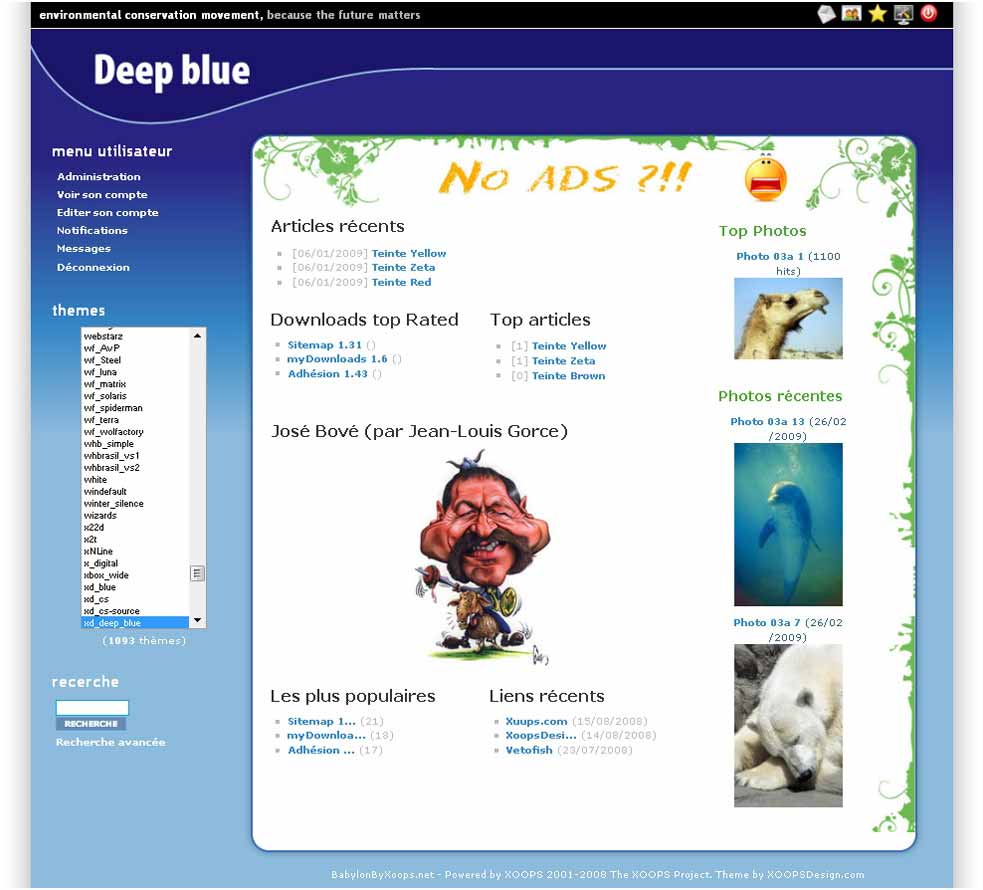 environmental conservation movement, because the future matters
Deep blue
menu utilisateur
Administration
Voir son compte
Editer son compte
Notifications
Messages
Déconnexion
themes
webstarz
wf_AvP
wf_Steel
wf_luna
wf_matrix
wf_solaris
wf_spiderman
wf_terra
wf_wolfactory
whb_simple
whbrasil_vs1
whbrasil_vs2
white
windefault
winter_silence
wizards
x22d
x2t
xNLine
x_digital
xbox_wide
xd_blue
xd_cs
xd_cs-source
xd_deep_blue
(1093 thèmes)
recerche
RECHERCHE
Recherche avancée
No ADS ?!!
Articles récents
[06/01/2009] Teinte Yellow
[06/01/2009] Teinte Zeta
[06/01/2009] Teinte Red
Downloads top Rated
Sitemap 1.31 ()
myDownloads 1.6 ()
Adhésion 1.43 ()
Top articles
[1] Teinte Yellow
[1] Teinte Zeta
[0] Teinte Brown
José Bové (par Jean-Louis Gorce)
Les plus populaires
Sitemap 1... (21)
myDownloa... (18)
Adhésion ... (17)
Liens récents
Xuups.com (15/08/2008)
XoopsDesi... (14/08/2008)
Vetofish (23/07/2008)
Top Photos
Photo 03a 1 (1100
hits)
Photos récentes
Photo 03a 13 (26/02
/2009)
Photo 03a 7 (26/02
/2009)
BabylonByXoops.net - Powered by XOOPS 2001-2008 The XOOPS Project. Theme by XOOPSDesign.com